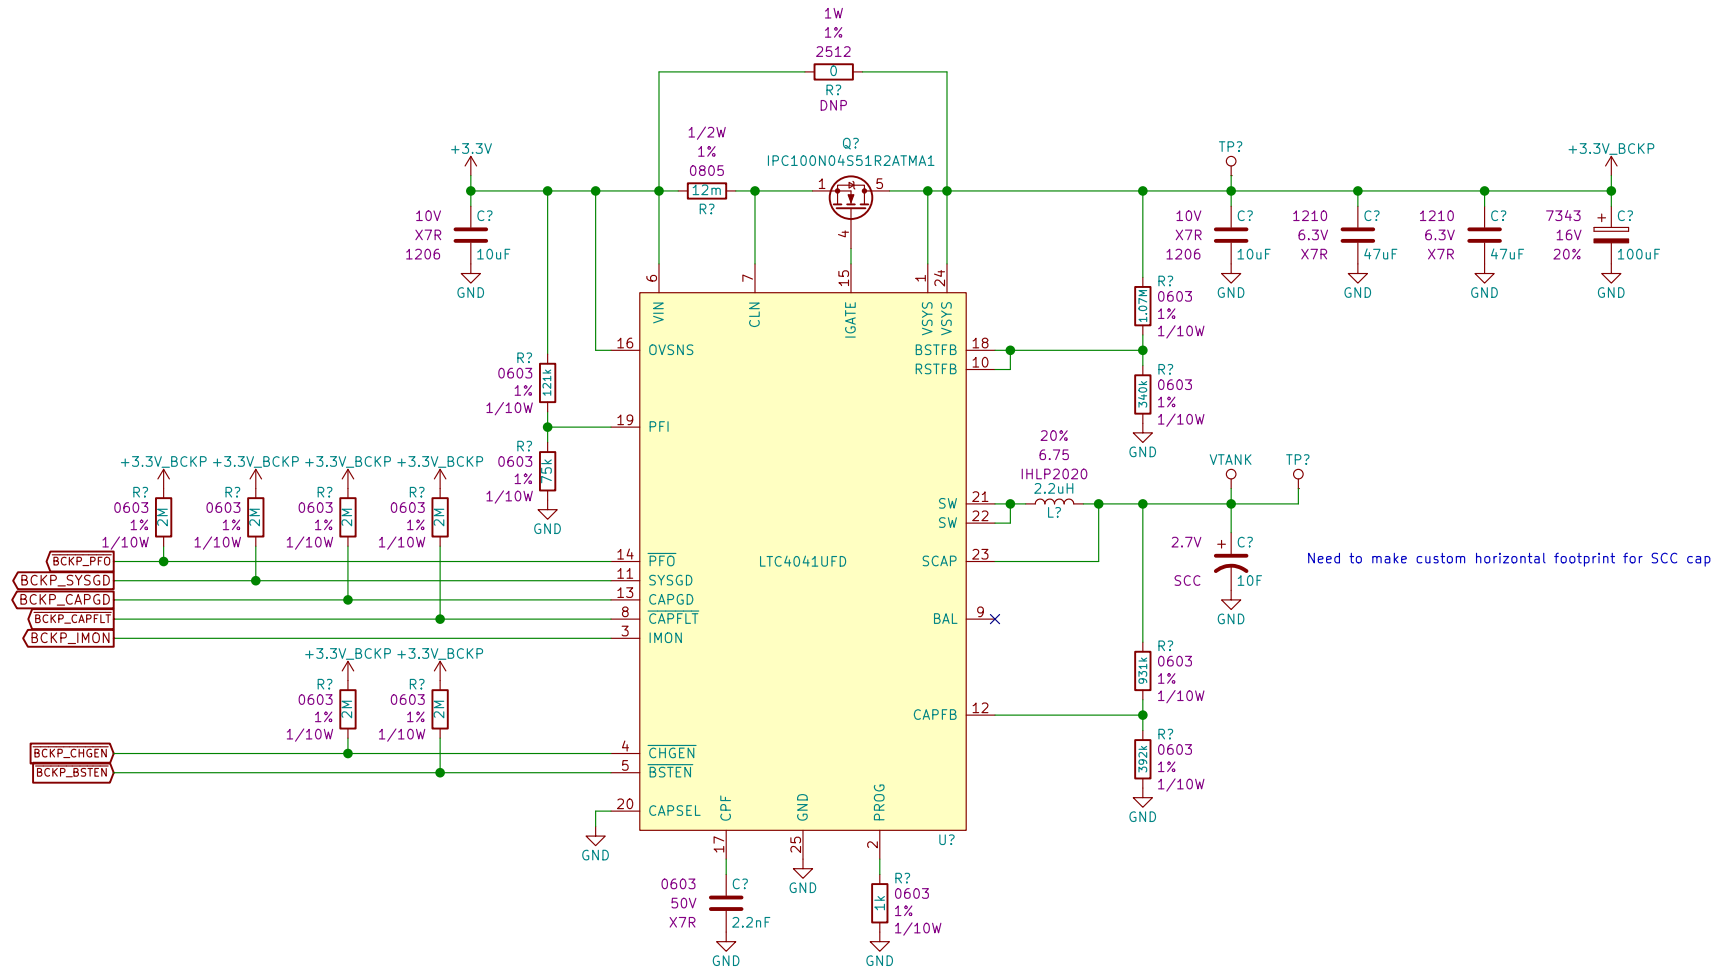 1W
1%
2512
0
R?
DNP
1/2W
1%
0805
12m
R?
Q?
IPC100N04S51R2ATMA1
1
5
4
+3.3V
10V
X7R
1206
C?
10uF
GND
TP?
10V
X7R
1206
C?
10uF
GND
1210
6.3V
X7R
C?
47uF
GND
1210
6.3V
X7R
C?
47uF
GND
+3.3V_BCKP
7343
16V
20%
+
C?
100uF
GND
6
VIN
7
CLN
15
IGATE
1
VSYS
24
VSYS
16
OVSNS
19
PFI
14
PFO
11
SYSGD
13
CAPGD
8
CAPFLT
3
IMON
4
CHGEN
5
BSTEN
20
CAPSEL
GND
LTC4041UFD
U?
BSTFB
18
RSTFB
10
SW
21
SW
22
SCAP
23
BAL
9
CAPFB
12
CPF
17
GND
25
PROG
2
R?
0603
1%
1/10W
121k
R?
0603
1%
1/10W
75k
GND
+3.3V_BCKP
R?
0603
1%
1/10W
2M
+3.3V_BCKP
R?
0603
1%
1/10W
2M
+3.3V_BCKP
R?
0603
1%
1/10W
2M
+3.3V_BCKP
R?
0603
1%
1/10W
2M
BCKP_PFO
BCKP_SYSGD
BCKP_CAPGD
BCKP_CAPFLT
BCKP_IMON
+3.3V_BCKP
R?
0603
1%
1/10W
2M
+3.3V_BCKP
R?
0603
1%
1/10W
2M
BCKP_CHGEN
BCKP_BSTEN
R?
0603
1%
1/10W
1.07M
R?
0603
1%
1/10W
340k
GND
20%
6.75
IHLP2020
2.2uH
L?
VTANK
TP?
2.7V
SCC
+
C?
10F
GND
Need to make custom horizontal footprint for SCC cap
R?
0603
1%
1/10W
931k
R?
0603
1%
1/10W
392k
GND
0603
50V
X7R
C?
2.2nF
GND
GND
R?
0603
1%
1/10W
1k
GND